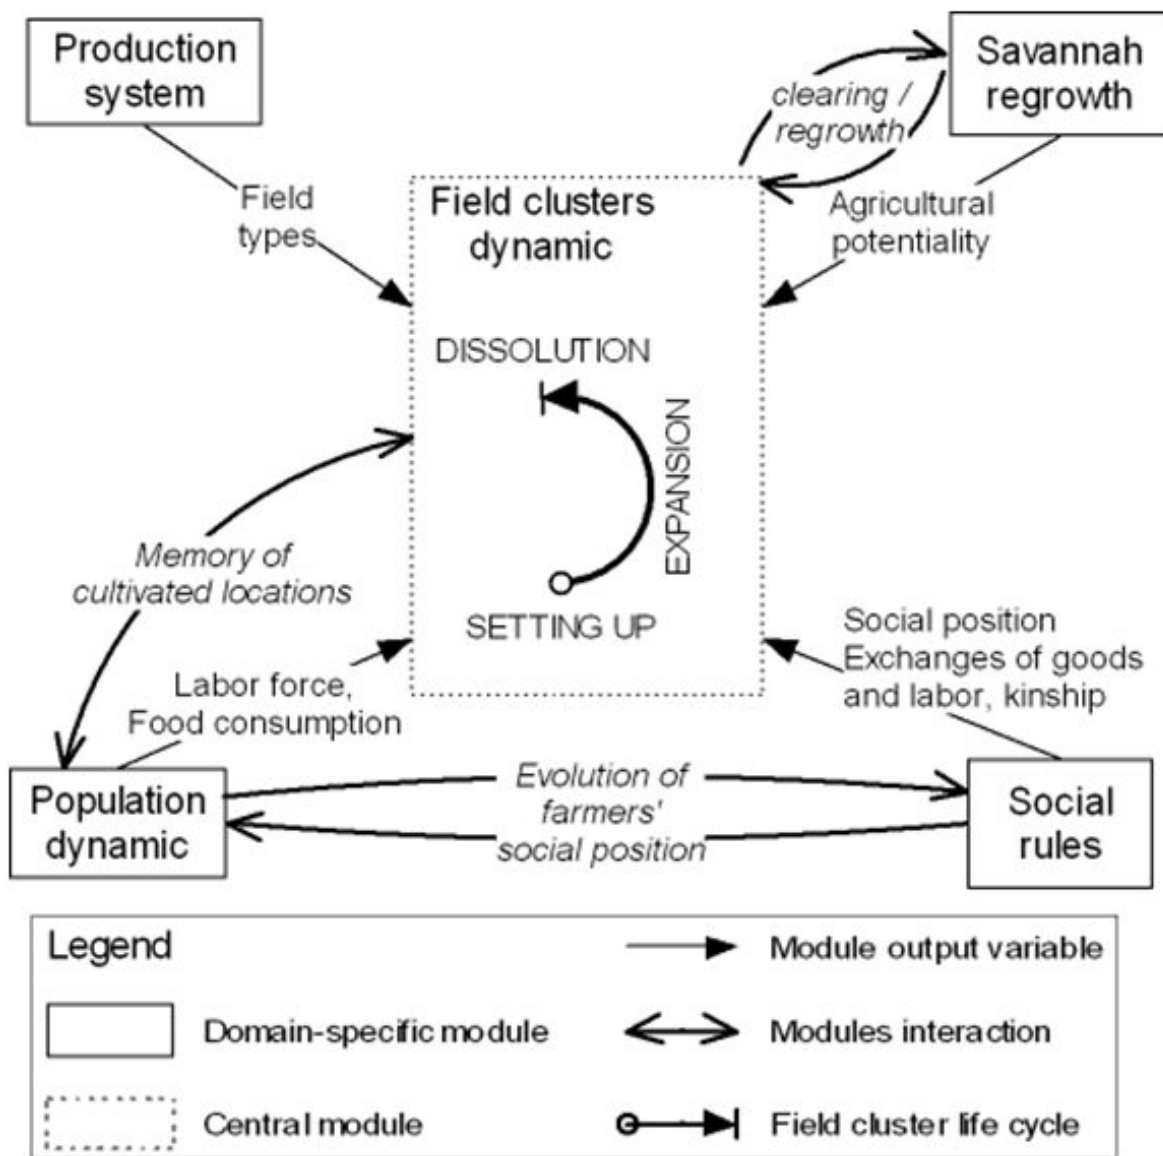 Production
system
Savannah
regrowth
clearing /
regrowth
Field
types
Field clusters
dynamic
Agricultural
potentiality
DISSOLUTION
EXPANSION
SETTING UP
Memory of
cultivated locations
Labor force,
Food consumption
Social position
Exchanges of goods
and labor, kinship
Population
dynamic
Evolution of
farmers'
social position
Social
rules
Legend
Module output variable
Domain-specific module
Modules interaction
Central module
Field cluster life cycle